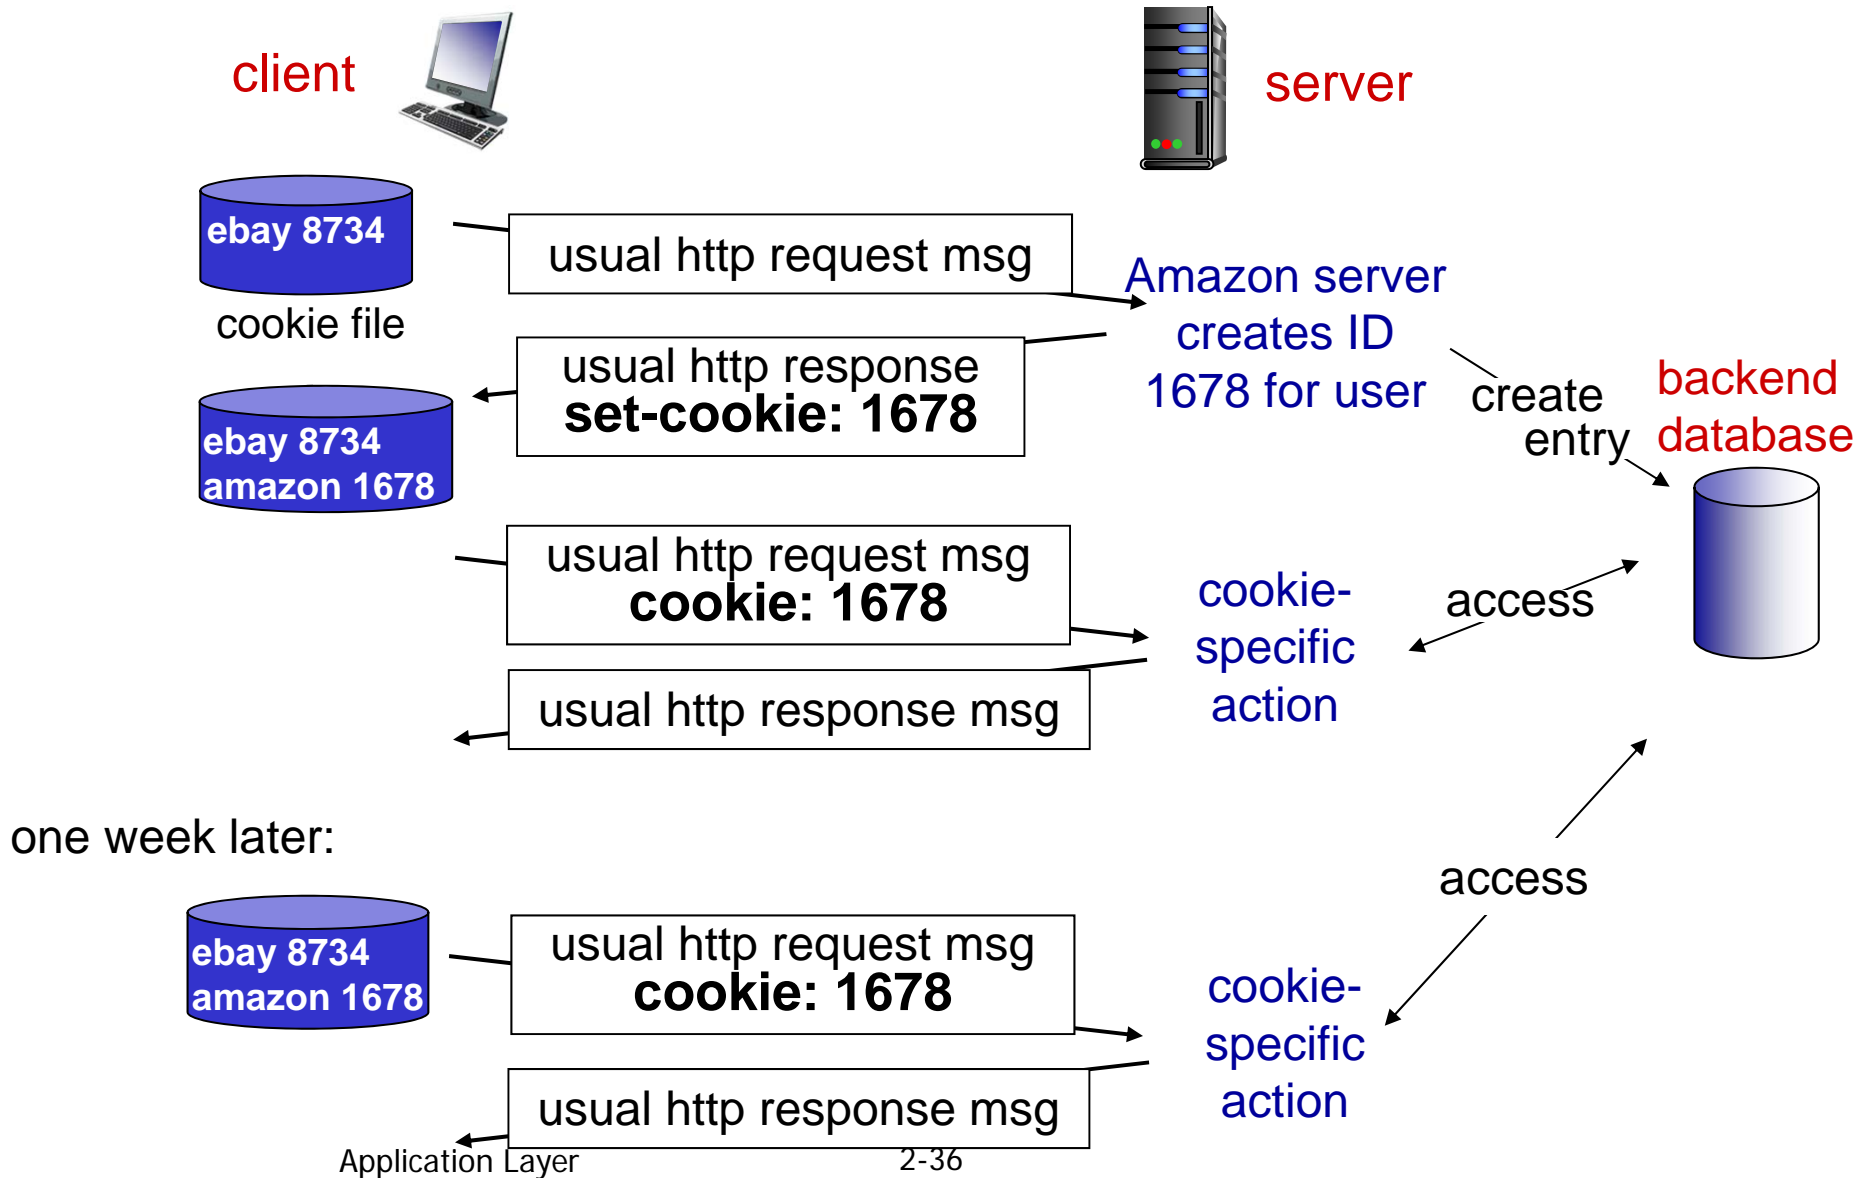 client
server
ebay 8734
cookie file
usual http request msg
Amazon server
creates ID
1678 for user
usual http response
set-cookie: 1678
create
entry
backend
database
ebay 8734
amazon 1678
usual http request msg
cookie: 1678
cookie-
specific
action
access
usual http response msg
one week later:
access
ebay 8734
amazon 1678
usual http request msg
cookie: 1678
cookie-
specific
action
usual http response msg
Application Layer
2-36